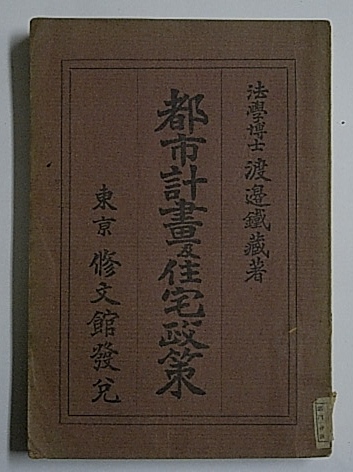 法學博士 渡邉鐵藏著
都市計畫及住宅政策
東京 修文館發兌